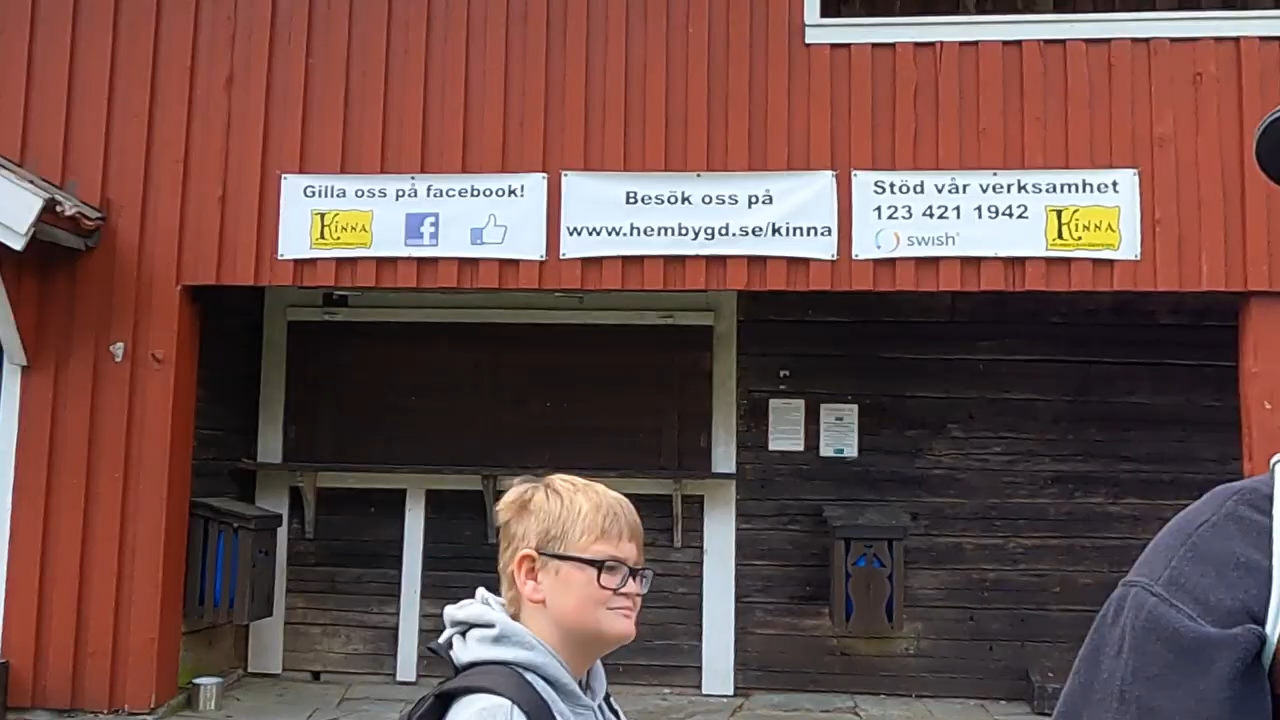 Gilla oss på facebook!
KINNA
f
Besök oss på
www.hembygd.se/kinna
Stöd vår verksamhet
123 421 1942
swish
KINNA